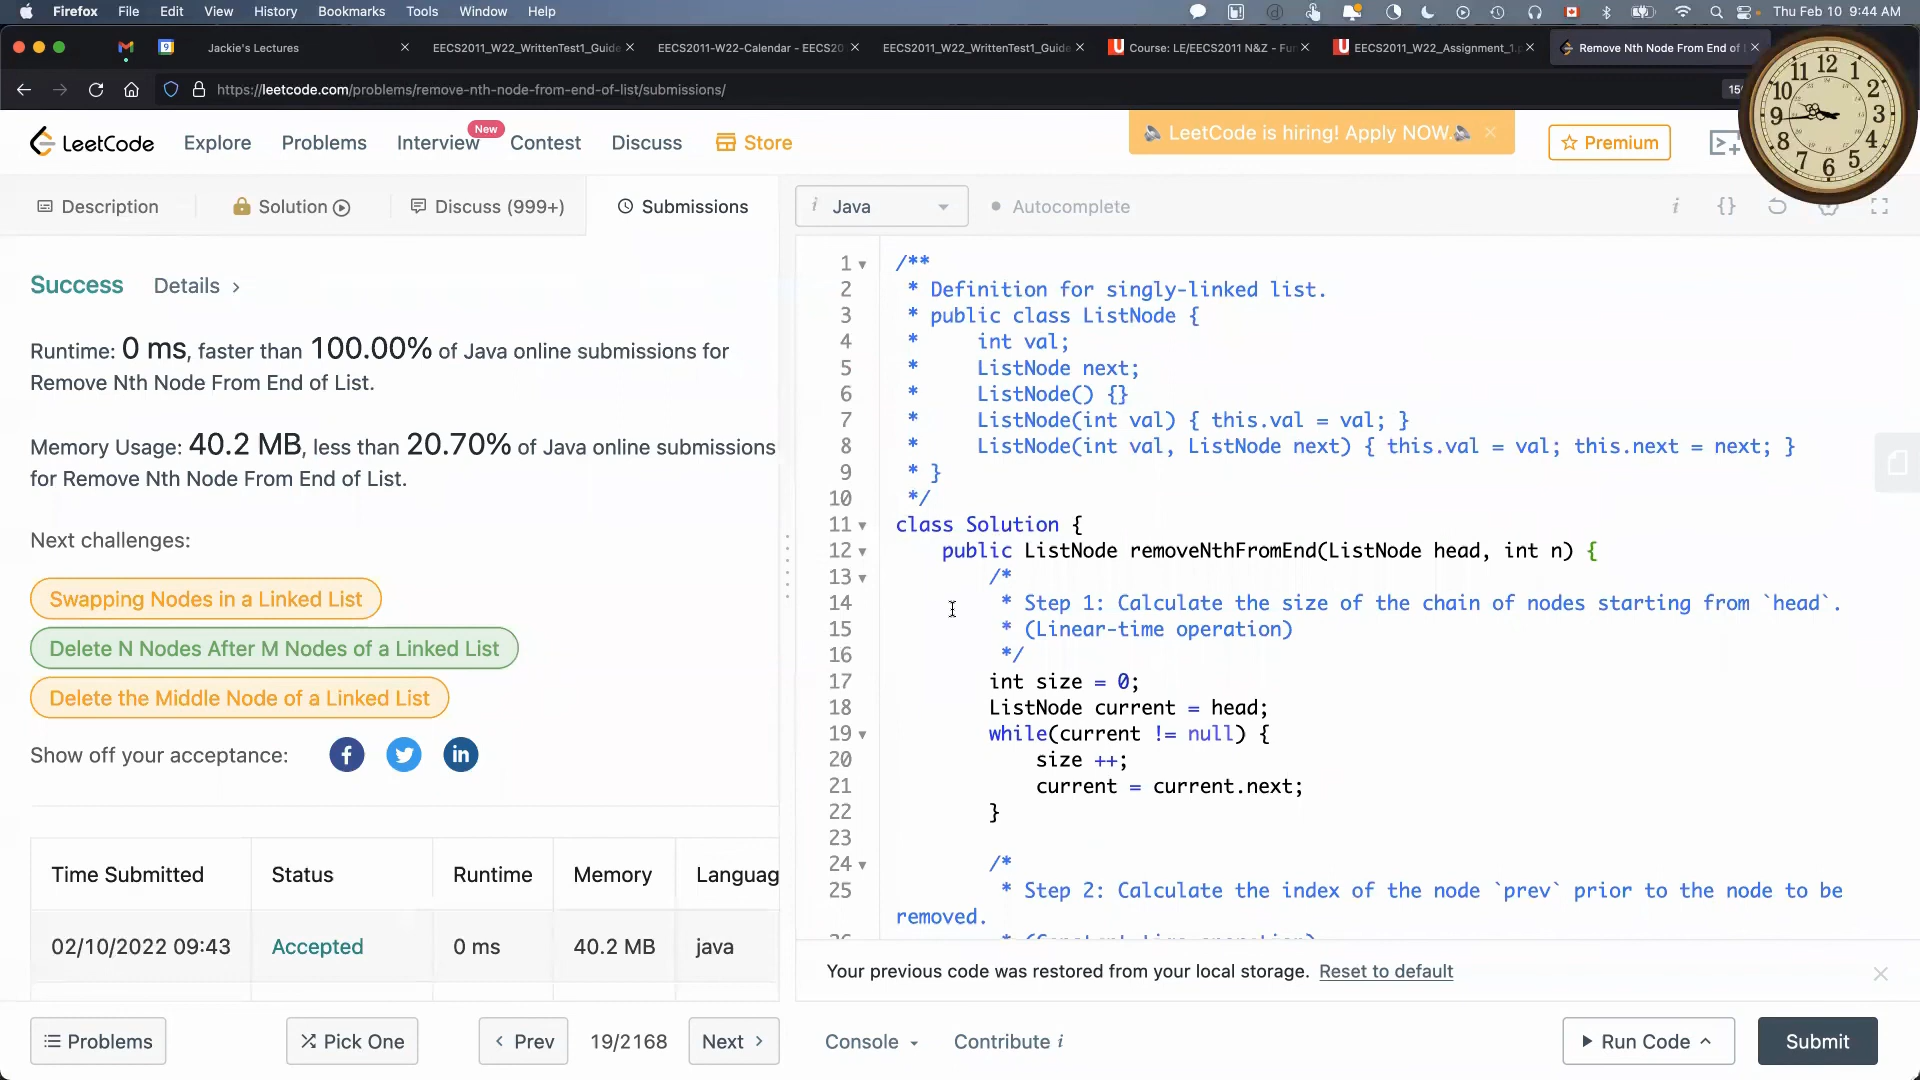 Firefox File Edit View History Bookmarks Tools Window Help Thu Feb 10 9:44 AM
Jackie's Lectures EECS2011_W22_WrittenTest1_Guide EECS2011-W22-Calendar - EECS20 EECS2011_W22_WrittenTest1_Guide Course: LE/EECS2011 N&Z - Fu EECS2011_W22_Assignment_1. Remove Nth Node From End of
https://leetcode.com/problems/remove-nth-node-from-end-of-list/submissions/
LeetCode Explore Problems Interview New Contest Discuss Store LeetCode is hiring! Apply NOW. Premium
Description Solution Discuss (999+) Submissions
i Java Autocomplete i {}
Success Details >
Runtime: 0 ms, faster than 100.00% of Java online submissions for
Remove Nth Node From End of List.
Memory Usage: 40.2 MB, less than 20.70% of Java online submissions
for Remove Nth Node From End of List.
Next challenges:
Swapping Nodes in a Linked List
Delete N Nodes After M Nodes of a Linked List
Delete the Middle Node of a Linked List
Show off your acceptance:
Time Submitted Status Runtime Memory Languag
02/10/2022 09:43 Accepted 0 ms 40.2 MB java
1 /**
2 * Definition for singly-linked list.
3 * public class ListNode {
4 * int val;
5 * ListNode next;
6 * ListNode() {}
7 * ListNode(int val) { this.val = val; }
8 * ListNode(int val, ListNode next) { this.val = val; this.next = next; }
9 * }
10 */
11 class Solution {
12 public ListNode removeNthFromEnd(ListNode head, int n) {
13 /*
14 * Step 1: Calculate the size of the chain of nodes starting from `head`.
15 * (Linear-time operation)
16 */
17 int size = 0;
18 ListNode current = head;
19 while(current != null) {
20 size ++;
21 current = current.next;
22 }
23
24 /*
25 * Step 2: Calculate the index of the node `prev` prior to the node to be
removed.
Your previous code was restored from your local storage. Reset to default
Problems Pick One < Prev 19/2168 Next > Console Contribute i Run Code Submit
12 1 2 3 4 5 6 7 8 9 10 11